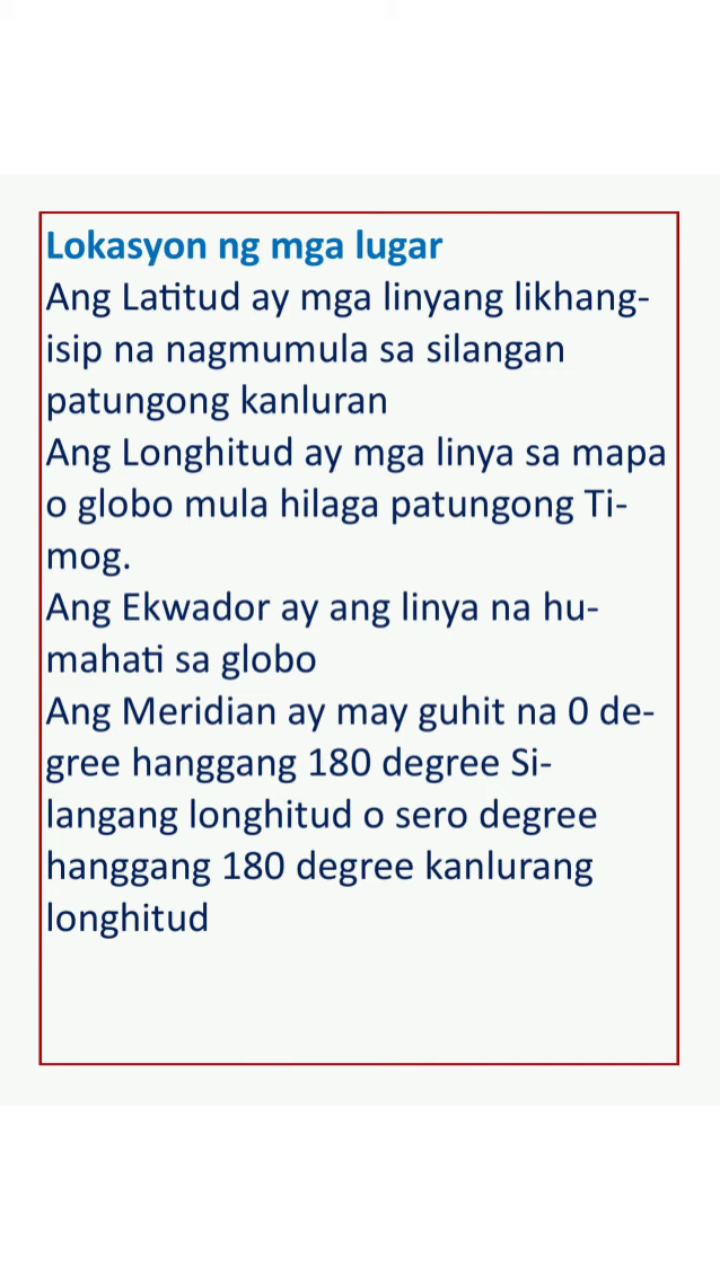 Lokasyon ng mga lugar
Ang Latitud ay mga linyang likhang-
isip na nagmumula sa silangan
patungong kanluran
Ang Longhitud ay mga linya sa mapa
o globo mula hilaga patungong Ti-
mog.
Ang Ekwador ay ang linya na hu-
mahati sa globo
Ang Meridian ay may guhit na 0 de-
gree hanggang 180 degree Si-
langang longhitud o sero degree
hanggang 180 degree kanlurang
longhitud